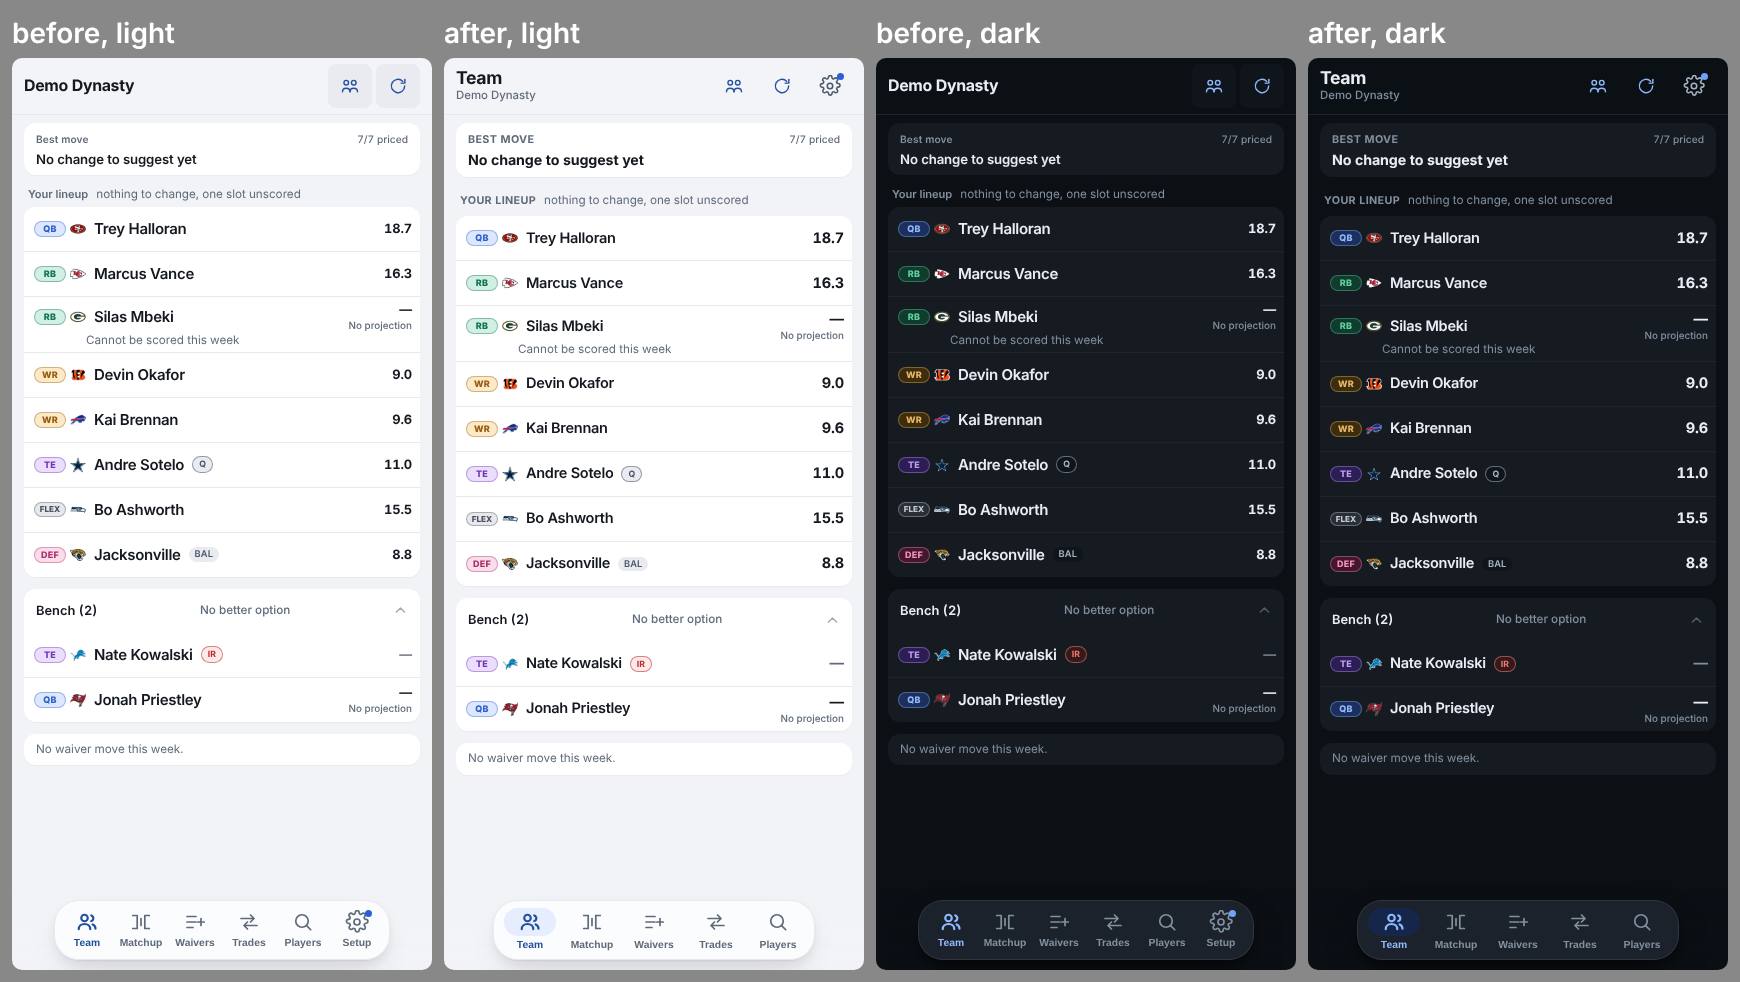 before, light
Demo Dynasty
Best move
7/7 priced
No change to suggest yet
Your lineup nothing to change, one slot unscored
QB Trey Halloran 18.7
RB Marcus Vance 16.3
RB Silas Mbeki —
No projection
Cannot be scored this week
WR Devin Okafor 9.0
WR Kai Brennan 9.6
TE Andre Sotelo Q 11.0
FLEX Bo Ashworth 15.5
DEF Jacksonville BAL 8.8
Bench (2) No better option
TE Nate Kowalski IR —
QB Jonah Priestley —
No projection
No waiver move this week.
Team Matchup Waivers Trades Players Setup
after, light
Team
Demo Dynasty
BEST MOVE 7/7 priced
No change to suggest yet
YOUR LINEUP nothing to change, one slot unscored
QB Trey Halloran 18.7
RB Marcus Vance 16.3
RB Silas Mbeki —
No projection
Cannot be scored this week
WR Devin Okafor 9.0
WR Kai Brennan 9.6
TE Andre Sotelo Q 11.0
FLEX Bo Ashworth 15.5
DEF Jacksonville BAL 8.8
Bench (2) No better option
TE Nate Kowalski IR —
QB Jonah Priestley —
No projection
No waiver move this week.
Team Matchup Waivers Trades Players
before, dark
Demo Dynasty
Best move 7/7 priced
No change to suggest yet
Your lineup nothing to change, one slot unscored
QB Trey Halloran 18.7
RB Marcus Vance 16.3
RB Silas Mbeki —
No projection
Cannot be scored this week
WR Devin Okafor 9.0
WR Kai Brennan 9.6
TE Andre Sotelo Q 11.0
FLEX Bo Ashworth 15.5
DEF Jacksonville BAL 8.8
Bench (2) No better option
TE Nate Kowalski IR —
QB Jonah Priestley —
No projection
No waiver move this week.
Team Matchup Waivers Trades Players Setup
after, dark
Team
Demo Dynasty
BEST MOVE 7/7 priced
No change to suggest yet
YOUR LINEUP nothing to change, one slot unscored
QB Trey Halloran 18.7
RB Marcus Vance 16.3
RB Silas Mbeki —
No projection
Cannot be scored this week
WR Devin Okafor 9.0
WR Kai Brennan 9.6
TE Andre Sotelo Q 11.0
FLEX Bo Ashworth 15.5
DEF Jacksonville BAL 8.8
Bench (2) No better option
TE Nate Kowalski IR —
QB Jonah Priestley —
No projection
No waiver move this week.
Team Matchup Waivers Trades Players